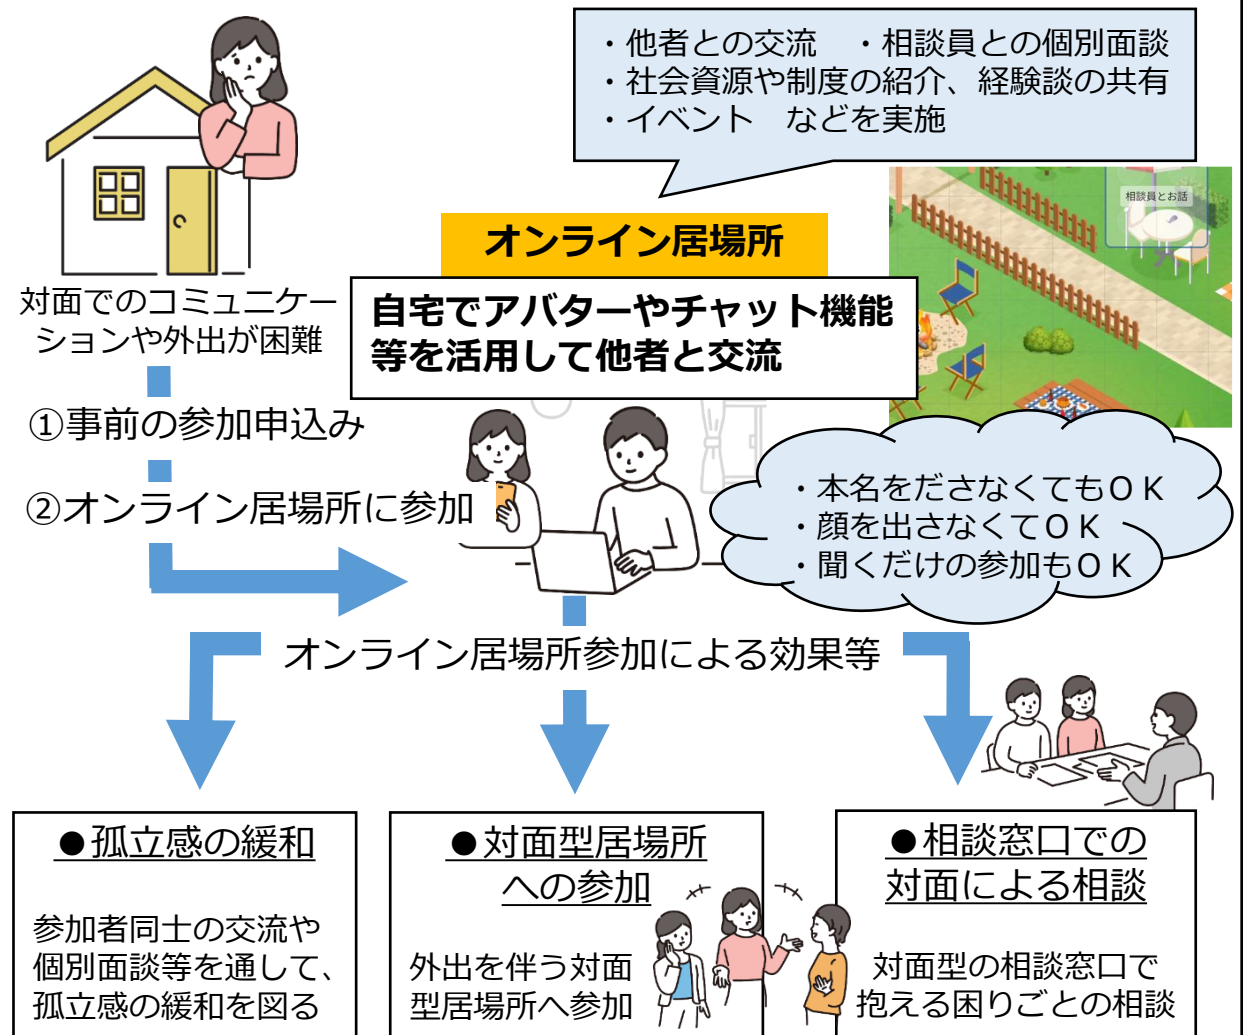 ・他者との交流　・相談員との個別面談
・社会資源や制度の紹介、経験談の共有
・イベント　などを実施
相談員とお話
オンライン居場所
自宅でアバターやチャット機能
等を活用して他者と交流
対面でのコミュニケー
ションや外出が困難
①事前の参加申込み
②オンライン居場所に参加
・本名をださなくてもＯＫ
・顔を出さなくてＯＫ
・聞くだけの参加もＯＫ
オンライン居場所参加による効果等
●孤立感の緩和
参加者同士の交流や
個別面談等を通して、
孤立感の緩和を図る
●対面型居場所
への参加
外出を伴う対面
型居場所へ参加
●相談窓口での
対面による相談
対面型の相談窓口で
抱える困りごとの相談